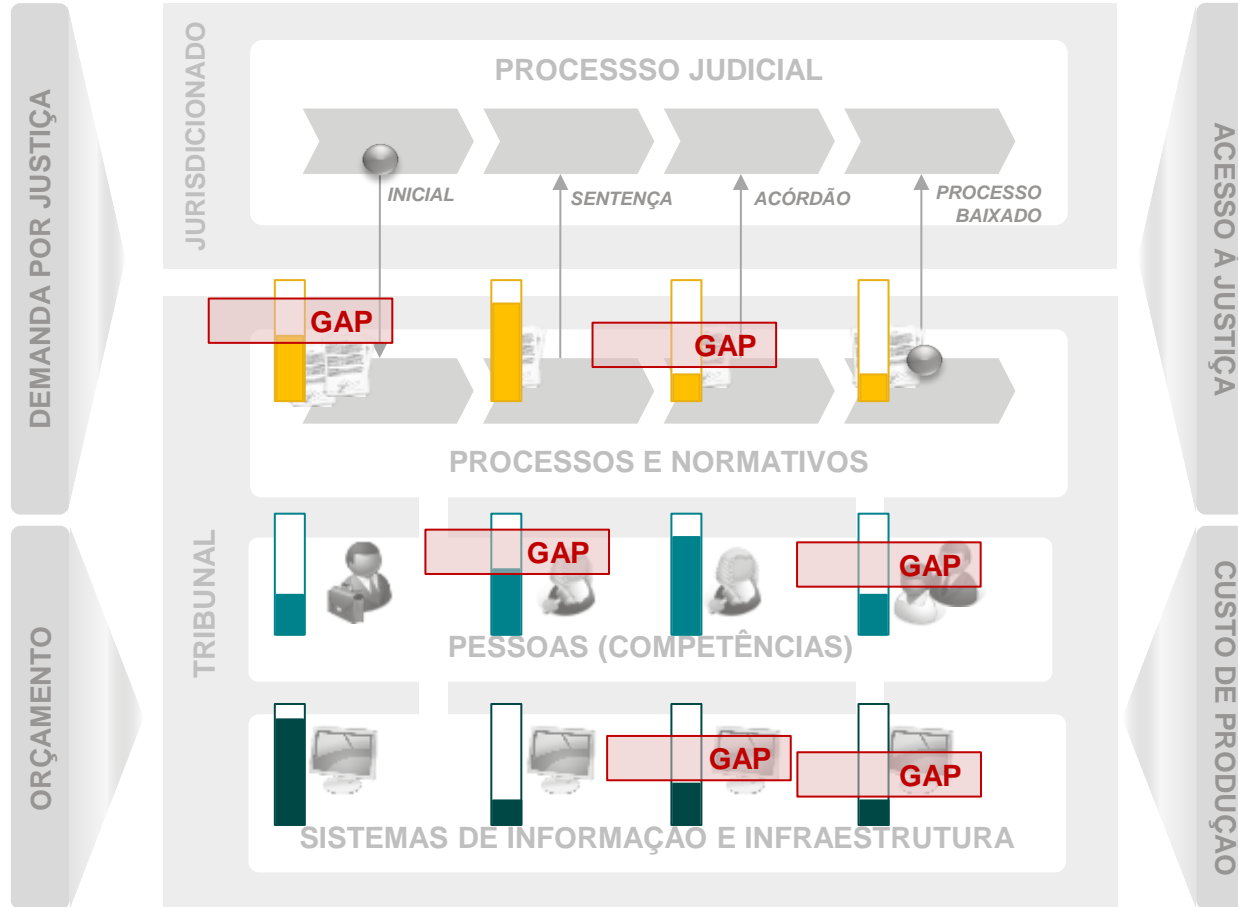 DEMANDA POR JUSTIÇA
ORÇAMENTO
JURISDICIONADO
PROCESSSO JUDICIAL
INICIAL
SENTENÇA
ACÓRDÃO
PROCESSO
BAIXADO
TRIBUNAL
GAP
GAP
PROCESSOS E NORMATIVOS
GAP
GAP
PESSOAS (COMPETÊNCIAS)
GAP
GAP
SISTEMAS DE INFORMAÇÃO E INFRAESTRUTURA
ACESSO À JUSTIÇA
CUSTO DE PRODUÇÃO